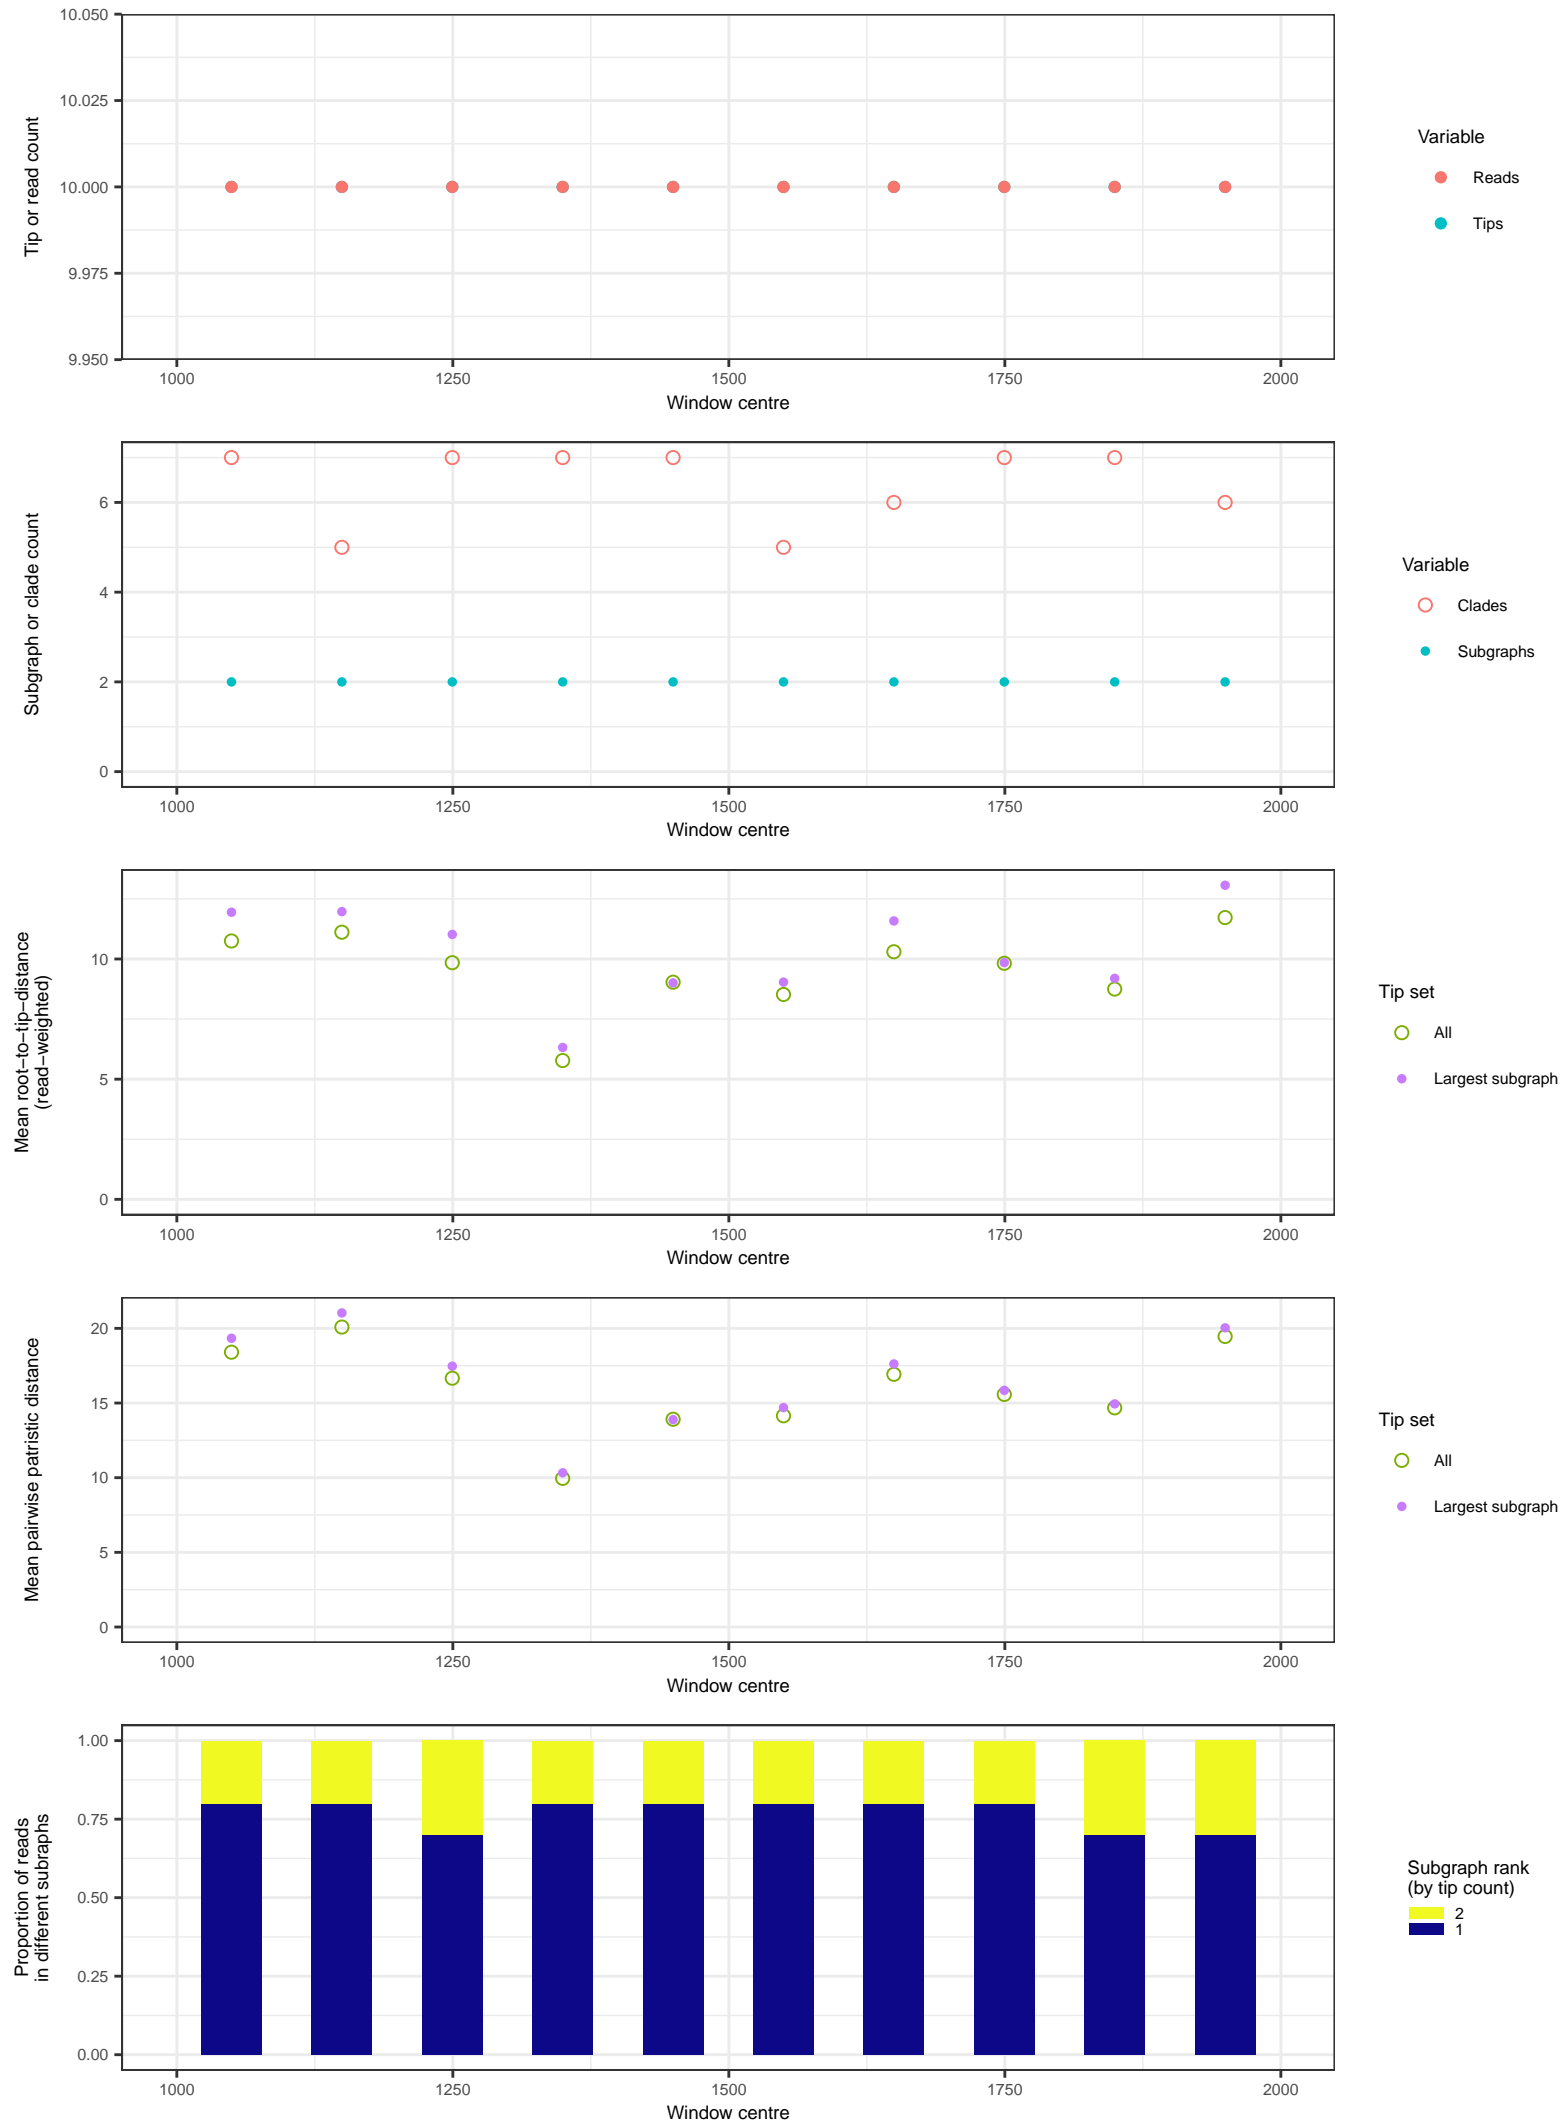 10.050
10.025
10.000
9.975
9.950
Tip or read count
1000 1250 1500 1750 2000
Window centre
Variable
Reads
Tips
6
4
2
0
Subgraph or clade count
1000 1250 1500 1750 2000
Window centre
Variable
Clades
Subgraphs
10
5
0
Mean root−to−tip−distance
(read−weighted)
1000 1250 1500 1750 2000
Window centre
Tip set
All
Largest subgraph
20
15
10
5
0
Mean pairwise patristic distance
1000 1250 1500 1750 2000
Window centre
Tip set
All
Largest subgraph
1.00
0.75
0.50
0.25
0.00
Proportion of reads
in different subraphs
1000 1250 1500 1750 2000
Window centre
Subgraph rank
(by tip count)
2
1